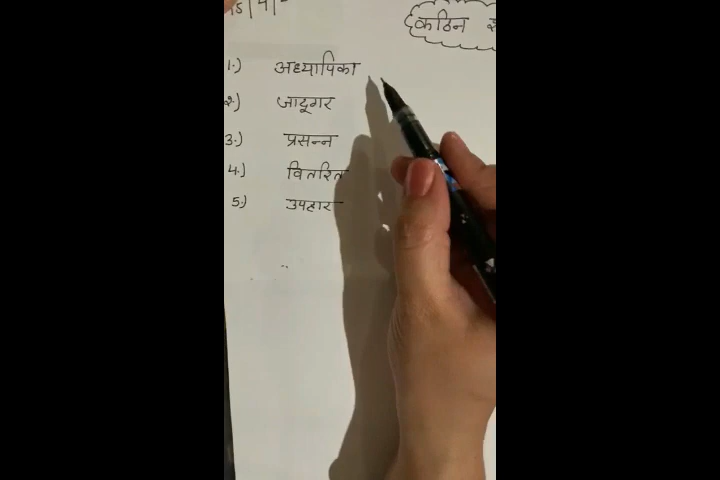 कठिन
1.) अध्यापिका
2.) जादूगर
3.) प्रसन्न
4.) वितरित
5.) उपहार